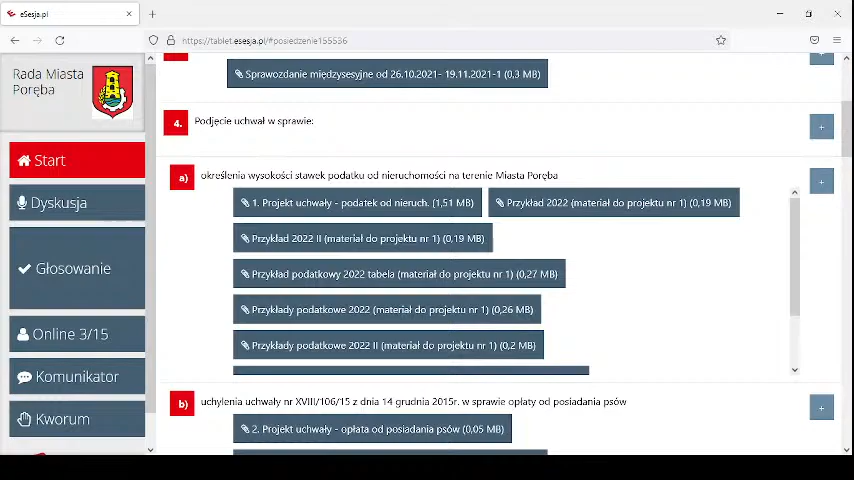 eSesja.pl
https://tablet.esesja.pl/#posiedzenie155536
Rada Miasta
Poręba
Start
Dyskusja
Głosowanie
Online 3/15
Komunikator
Kworum
Sprawozdanie międzysesyjne od 26.10.2021- 19.11.2021-1 (0,3 MB)
4. Podjęcie uchwał w sprawie:
a) określenia wysokości stawek podatku od nieruchomości na terenie Miasta Poręba
1. Projekt uchwały - podatek od nieruch. (1,51 MB) Przykład 2022 (materiał do projektu nr 1) (0,19 MB)
Przykład 2022 II (materiał do projektu nr 1) (0,19 MB)
Przykład podatkowy 2022 tabela (materiał do projektu nr 1) (0,27 MB)
Przykłady podatkowe 2022 (materiał do projektu nr 1) (0,26 MB)
Przykłady podatkowe 2022 II (materiał do projektu nr 1) (0,2 MB)
b) uchylenia uchwały nr XVIII/106/15 z dnia 14 grudnia 2015r. w sprawie opłaty od posiadania psów
2. Projekt uchwały - opłata od posiadania psów (0,05 MB)